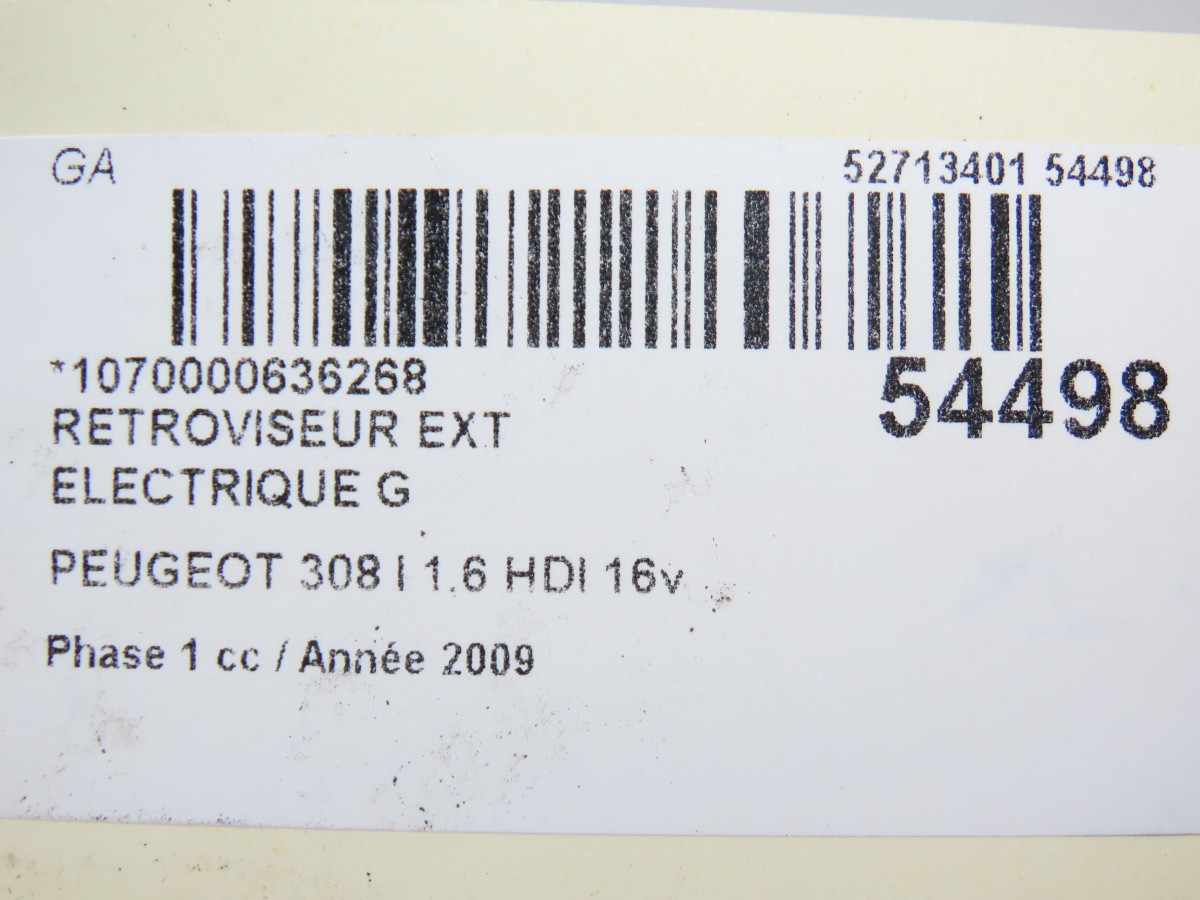 GA
52713401 54498
*1070000636268
54498
RETROVISEUR EXT
ELECTRIQUE G
PEUGEOT 308 I 1.6 HDI 16v
Phase 1 cc / Année 2009